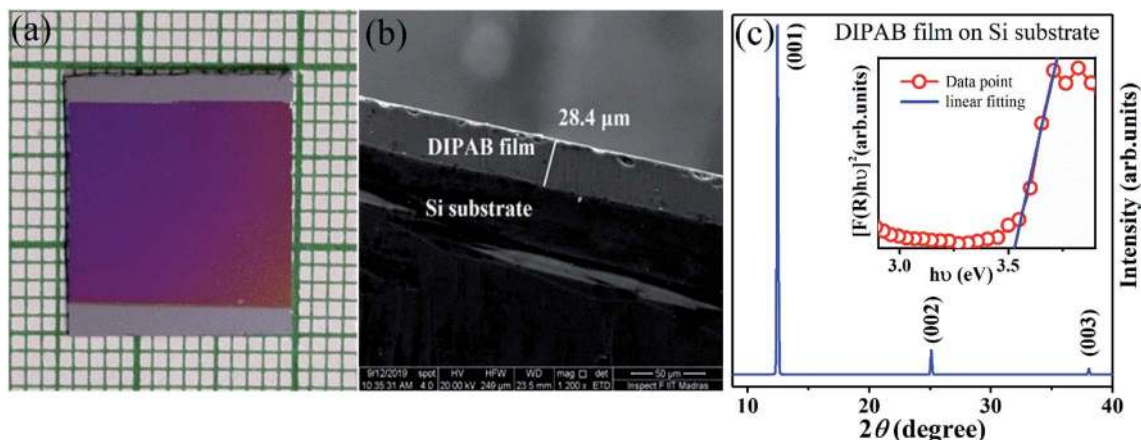 (a)
(b)
28.4 µm
DIPAB film
Si substrate
9/12/2019 spot HV HFW WD mag □ det
10:35:31 AM 4.0 20.00 kV 249 µm 23.5 mm 1 200 x ETD
50 µm
Inspect F IIT Madras
(c)
DIPAB film on Si substrate
(001)
(002)
(003)
Data point
linear fitting
[F(R)hυ]²(arb.units)
3.0 3.5
hυ (eV)
Intensity (arb.units)
10 20 30 40
2θ (degree)